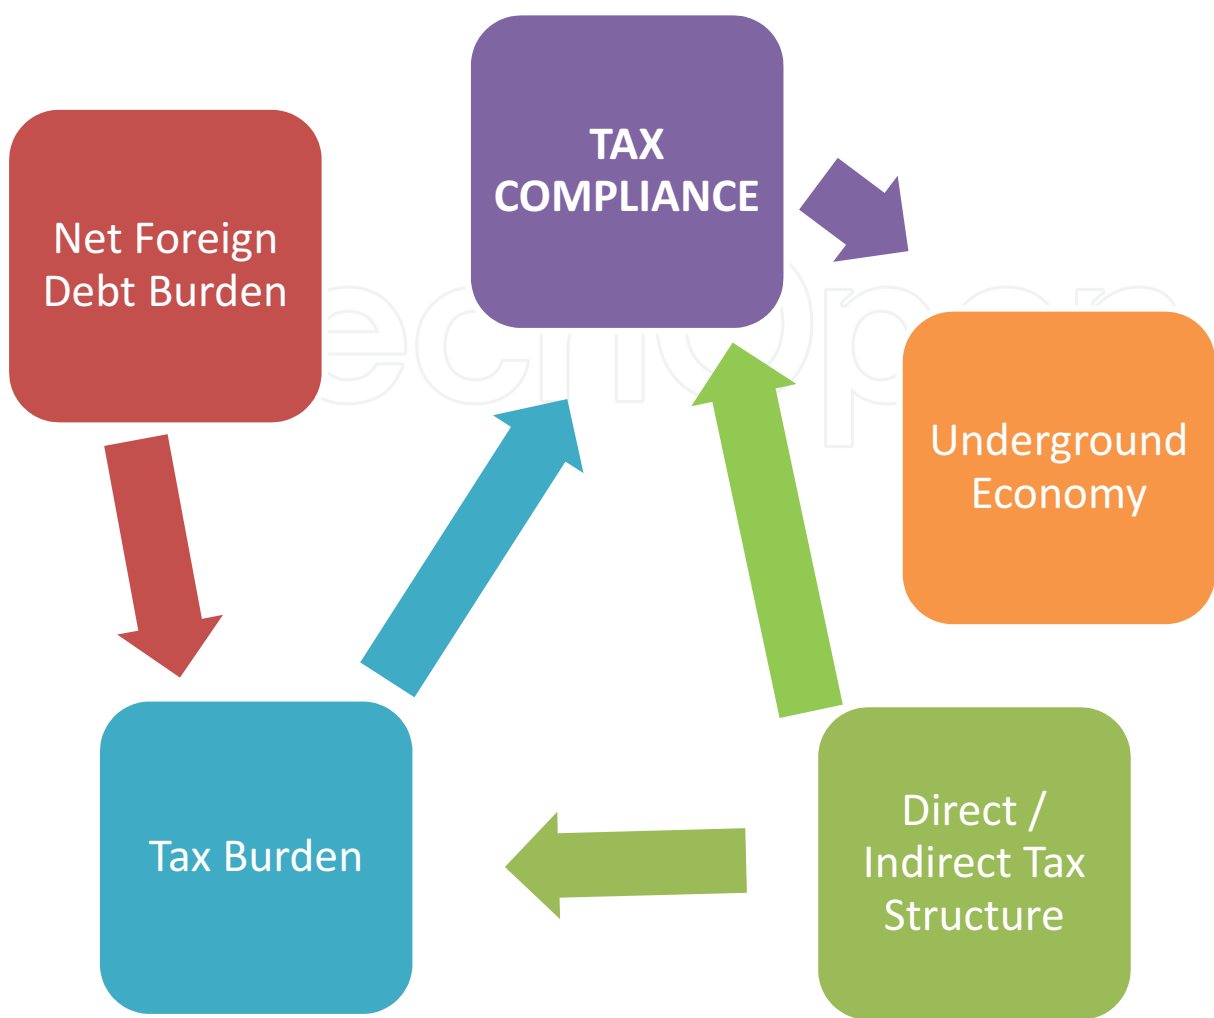 TAX
COMPLIANCE
Net Foreign
Debt Burden
Underground
Economy
Tax Burden
Direct /
Indirect Tax
Structure